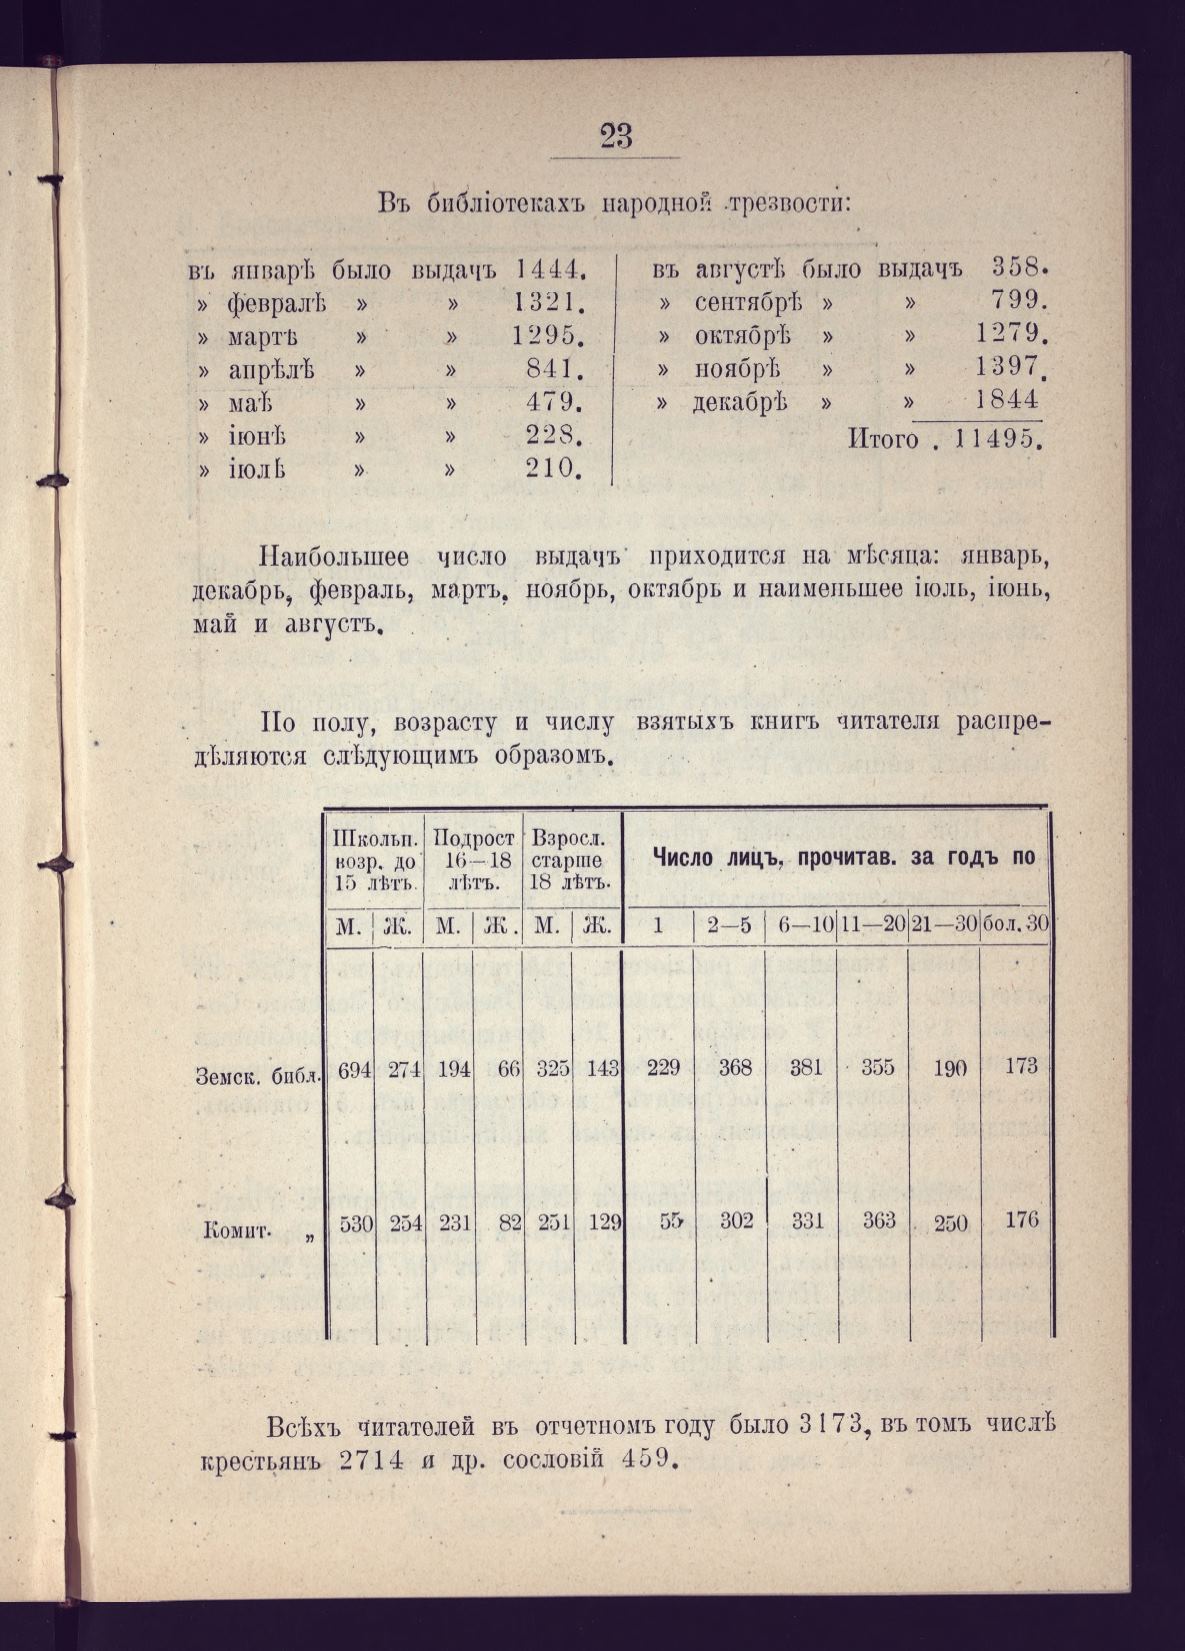 23
Въ библіотекахъ народной трезвости:
въ январѣ было выдачъ 1444.
» февралѣ » » 1321.
» мартѣ » » 1295.
» апрѣлѣ » » 841.
» маѣ » » 479.
» іюнѣ » » 228.
» іюлѣ » » 210.
въ августѣ было выдачъ 358.
» сентябрѣ » » 799.
» октябрѣ » » 1279.
» ноябрѣ » » 1397.
» декабрѣ » » 1844
Итого . 11495.
Наибольшее число выдачъ приходится на мѣсяца: январь,
декабрь, февраль, мартъ, ноябрь, октябрь и наименьшее іюль, іюнь,
май и августъ.
По полу, возрасту и числу взятыхъ книгъ читателя распре-
дѣляются слѣдующимъ образомъ.
Школьн. возр. до 15 лѣтъ. | Подрост 16—18 лѣтъ. | Взросл. старше 18 лѣтъ. | Число лицъ, прочитав. за годъ по
М. | Ж. | М. | Ж. | М. | Ж. | 1 | 2—5 | 6—10 | 11—20 | 21—30 | бол. 30
Земск. библ. 694 274 194 66 325 143 229 368 381 355 190 173
Комит. „ 530 254 231 82 251 129 55 302 331 363 250 176
Всѣхъ читателей въ отчетномъ году было 3173, въ томъ числѣ
крестьянъ 2714 и др. сословій 459.